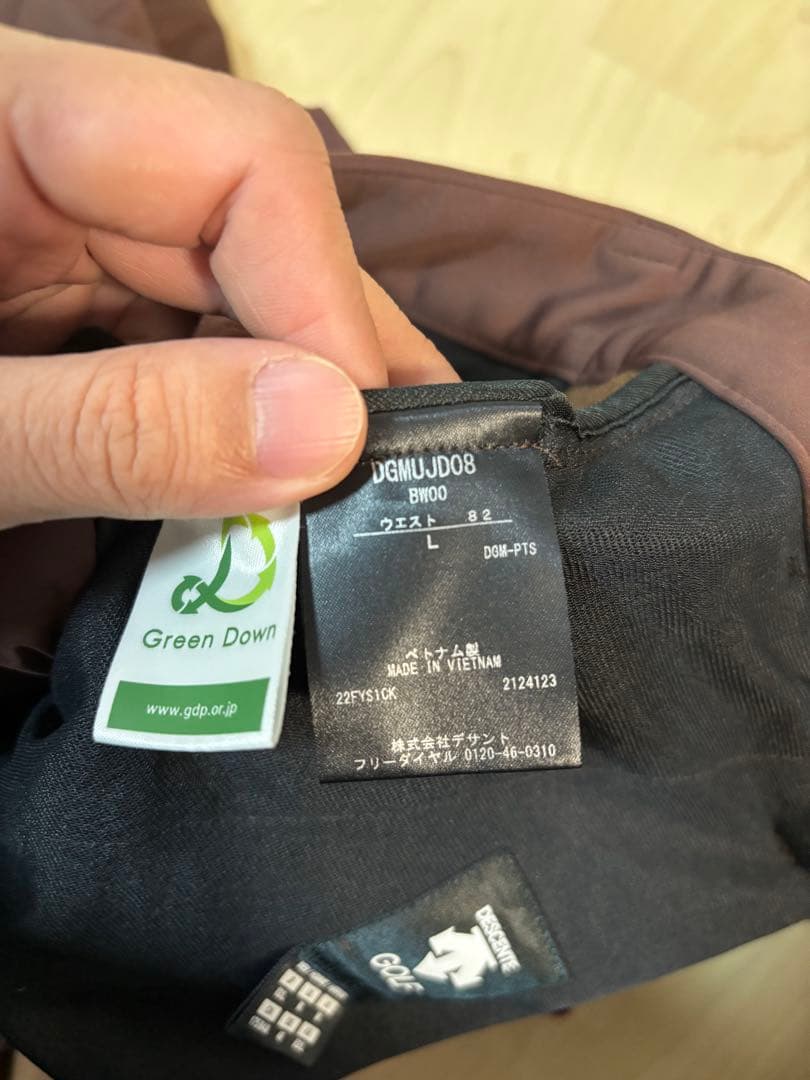 DGMUJD08
BW00
ウエスト 82
L
DGM-PTS
ベトナム製
MADE IN VIETNAM
22FYS1CK 2124123
株式会社デサント
フリーダイヤル 0120-46-0310
Green Down
www.gdp.or.jp
DESCENTE
GOLF